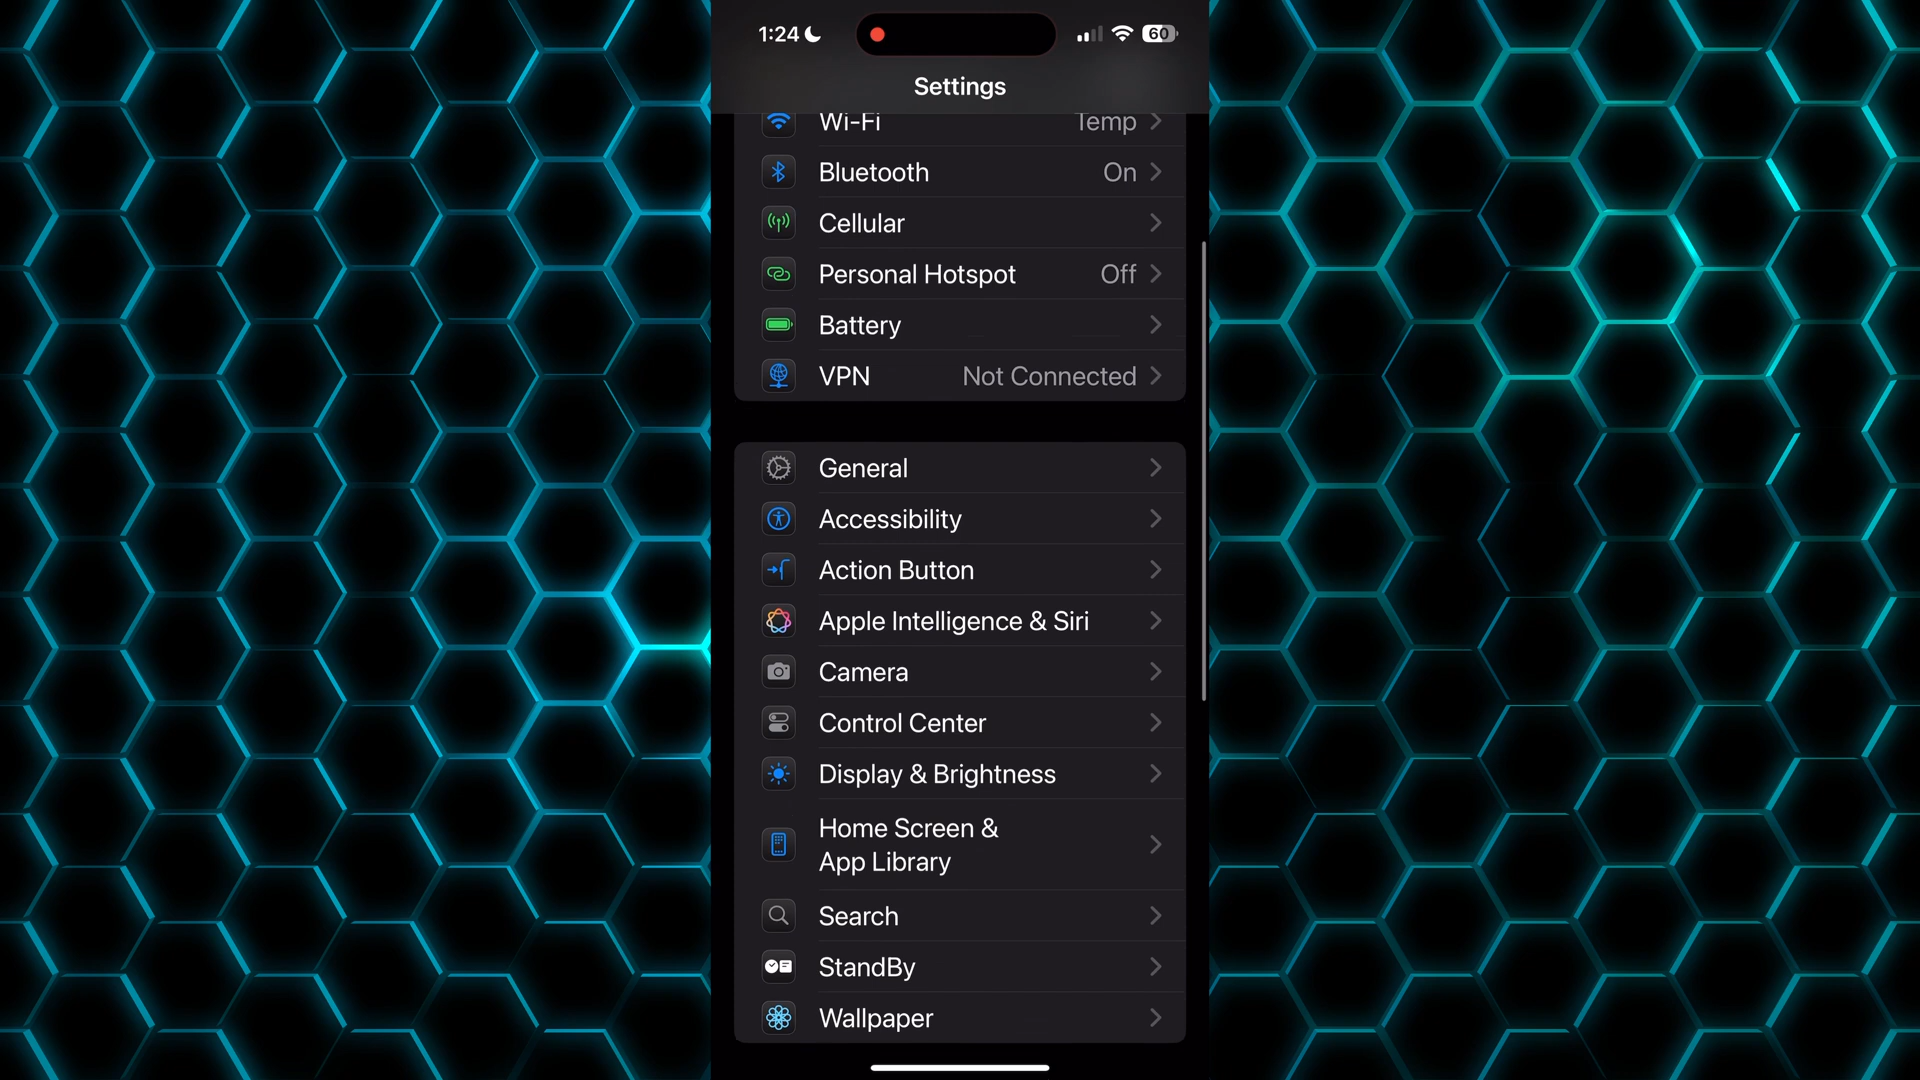 1:24
60
Settings
Wi-Fi Temp
Bluetooth On
Cellular
Personal Hotspot Off
Battery
VPN Not Connected
General
Accessibility
Action Button
Apple Intelligence & Siri
Camera
Control Center
Display & Brightness
Home Screen &
App Library
Search
StandBy
Wallpaper